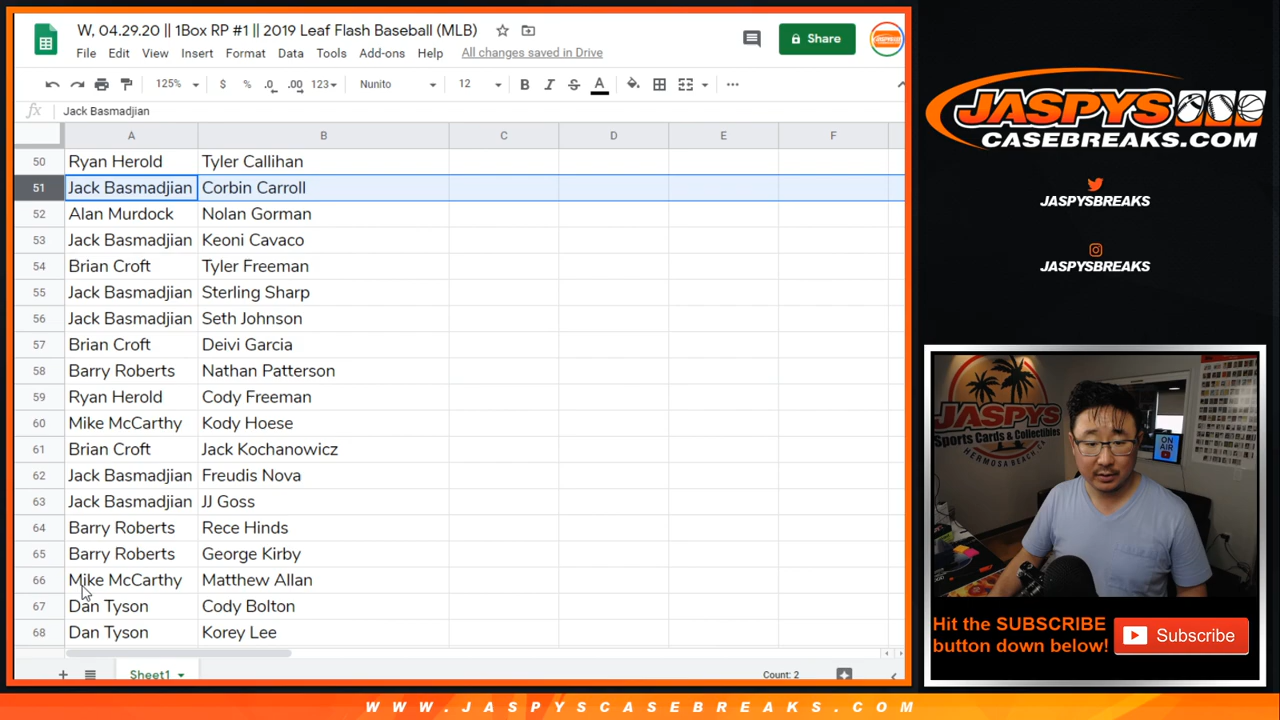 W, 04.29.20 || 1Box RP #1 || 2019 Leaf Flash Baseball (MLB)
File Edit View Insert Format Data Tools Add-ons Help All changes saved in Drive
Share
125% $ % .0 .00 123 Nunito 12 B I S A
fx Jack Basmadjian
A B C D E F
50 Ryan Herold Tyler Callihan
51 Jack Basmadjian Corbin Carroll
52 Alan Murdock Nolan Gorman
53 Jack Basmadjian Keoni Cavaco
54 Brian Croft Tyler Freeman
55 Jack Basmadjian Sterling Sharp
56 Jack Basmadjian Seth Johnson
57 Brian Croft Deivi Garcia
58 Barry Roberts Nathan Patterson
59 Ryan Herold Cody Freeman
60 Mike McCarthy Kody Hoese
61 Brian Croft Jack Kochanowicz
62 Jack Basmadjian Freudis Nova
63 Jack Basmadjian JJ Goss
64 Barry Roberts Rece Hinds
65 Barry Roberts George Kirby
66 Mike McCarthy Matthew Allan
67 Dan Tyson Cody Bolton
68 Dan Tyson Korey Lee
Sheet1 Count: 2
JASPYS
CASEBREAKS.COM
JASPYSBREAKS
JASPYSBREAKS
JASPYS
Sports Cards & Collectibles
HERMOSA BEACH
ON AIR
Hit the SUBSCRIBE
button down below!
Subscribe
WWW.JASPYSCASEBREAKS.COM